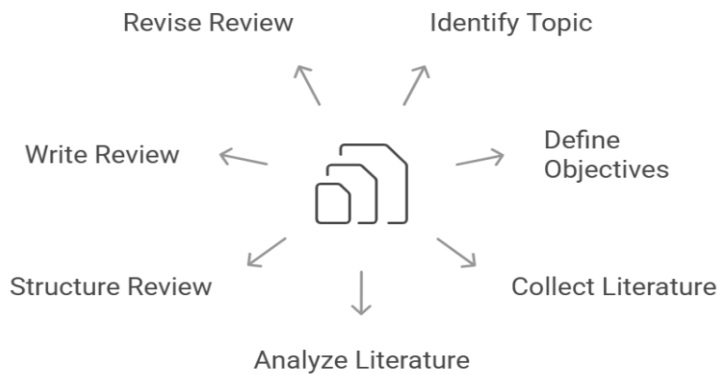 Revise Review
Identify Topic
Write Review
Define
Objectives
Structure Review
Collect Literature
Analyze Literature